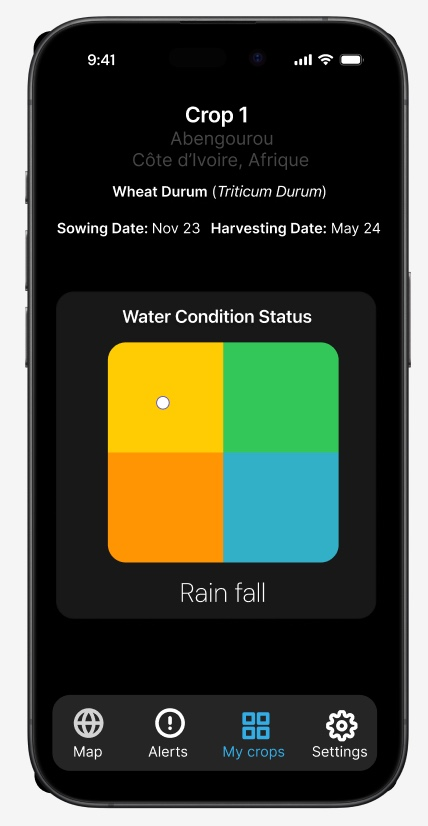 9:41
Crop 1
Abengourou
Côte d’Ivoire, Afrique
Wheat Durum (Triticum Durum)
Sowing Date: Nov 23 Harvesting Date: May 24
Water Condition Status
Rain fall
Map Alerts My crops Settings